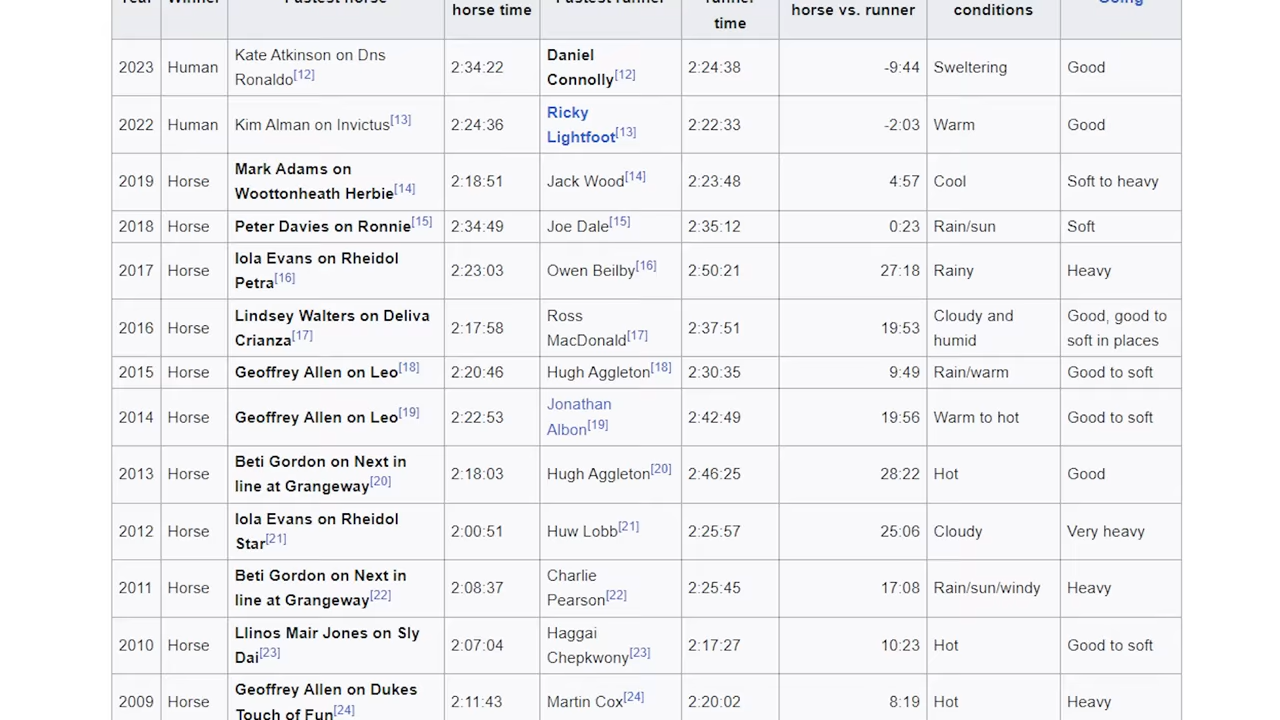 horse time
runner
time
horse vs. runner
conditions
2023 Human Kate Atkinson on Dns
Ronaldo[12] 2:34:22 Daniel
Connolly[12] 2:24:38 -9:44 Sweltering Good
2022 Human Kim Alman on Invictus[13] 2:24:36 Ricky
Lightfoot[13] 2:22:33 -2:03 Warm Good
2019 Horse Mark Adams on
Woottonheath Herbie[14] 2:18:51 Jack Wood[14] 2:23:48 4:57 Cool Soft to heavy
2018 Horse Peter Davies on Ronnie[15] 2:34:49 Joe Dale[15] 2:35:12 0:23 Rain/sun Soft
2017 Horse Iola Evans on Rheidol
Petra[16] 2:23:03 Owen Beilby[16] 2:50:21 27:18 Rainy Heavy
2016 Horse Lindsey Walters on Deliva
Crianza[17] 2:17:58 Ross
MacDonald[17] 2:37:51 19:53 Cloudy and
humid Good, good to
soft in places
2015 Horse Geoffrey Allen on Leo[18] 2:20:46 Hugh Aggleton[18] 2:30:35 9:49 Rain/warm Good to soft
2014 Horse Geoffrey Allen on Leo[19] 2:22:53 Jonathan
Albon[19] 2:42:49 19:56 Warm to hot Good to soft
2013 Horse Beti Gordon on Next in
line at Grangeway[20] 2:18:03 Hugh Aggleton[20] 2:46:25 28:22 Hot Good
2012 Horse Iola Evans on Rheidol
Star[21] 2:00:51 Huw Lobb[21] 2:25:57 25:06 Cloudy Very heavy
2011 Horse Beti Gordon on Next in
line at Grangeway[22] 2:08:37 Charlie
Pearson[22] 2:25:45 17:08 Rain/sun/windy Heavy
2010 Horse Llinos Mair Jones on Sly
Dai[23] 2:07:04 Haggai
Chepkwony[23] 2:17:27 10:23 Hot Good to soft
2009 Horse Geoffrey Allen on Dukes
Touch of Fun[24] 2:11:43 Martin Cox[24] 2:20:02 8:19 Hot Heavy